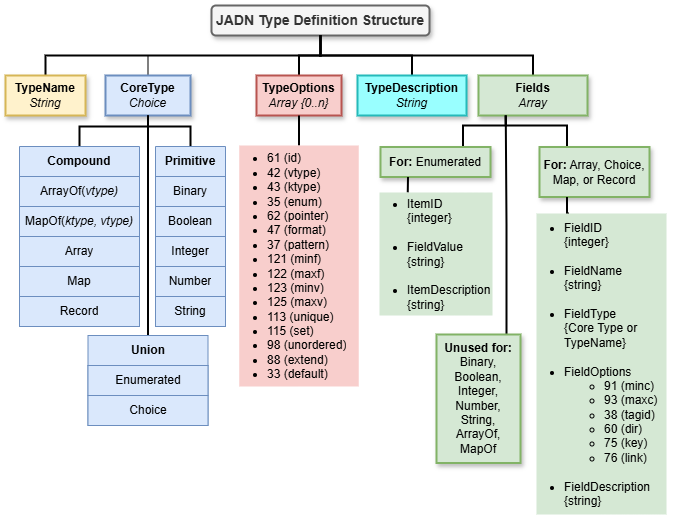 JADN Type Definition Structure
TypeName
String
CoreType
Choice
TypeOptions
Array {0..n}
TypeDescription
String
Fields
Array
Compound
ArrayOf(vtype)
MapOf(ktype, vtype)
Array
Map
Record
Primitive
Binary
Boolean
Integer
Number
String
Union
Enumerated
Choice
• 61 (id)
• 42 (vtype)
• 43 (ktype)
• 35 (enum)
• 62 (pointer)
• 47 (format)
• 37 (pattern)
• 121 (minf)
• 122 (maxf)
• 123 (minv)
• 125 (maxv)
• 113 (unique)
• 115 (set)
• 98 (unordered)
• 88 (extend)
• 33 (default)
For: Enumerated
• ItemID
{integer}
• FieldValue
{string}
• ItemDescription
{string}
Unused for:
Binary,
Boolean,
Integer,
Number,
String,
ArrayOf,
MapOf
For: Array, Choice,
Map, or Record
• FieldID
{integer}
• FieldName
{string}
• FieldType
{Core Type or
TypeName}
• FieldOptions
○ 91 (minc)
○ 93 (maxc)
○ 38 (tagid)
○ 60 (dir)
○ 75 (key)
○ 76 (link)
• FieldDescription
{string}